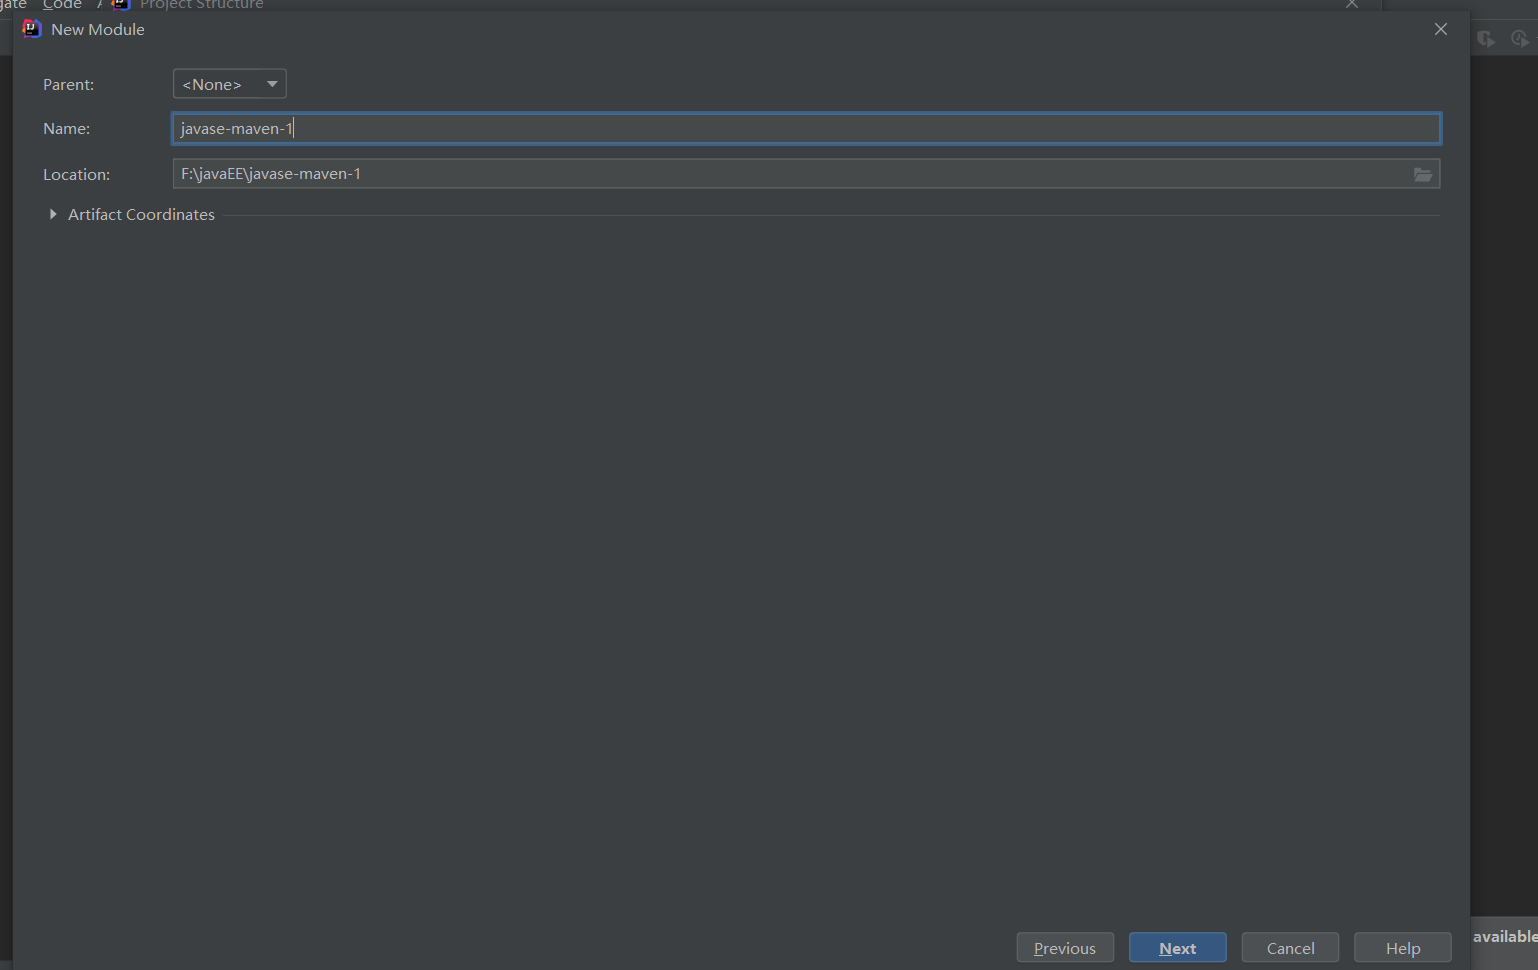 Code Project Structure
New Module
Parent: <None>
Name: javase-maven-1
Location: F:\javaEE\javase-maven-1
Artifact Coordinates
Previous Next Cancel Help
available